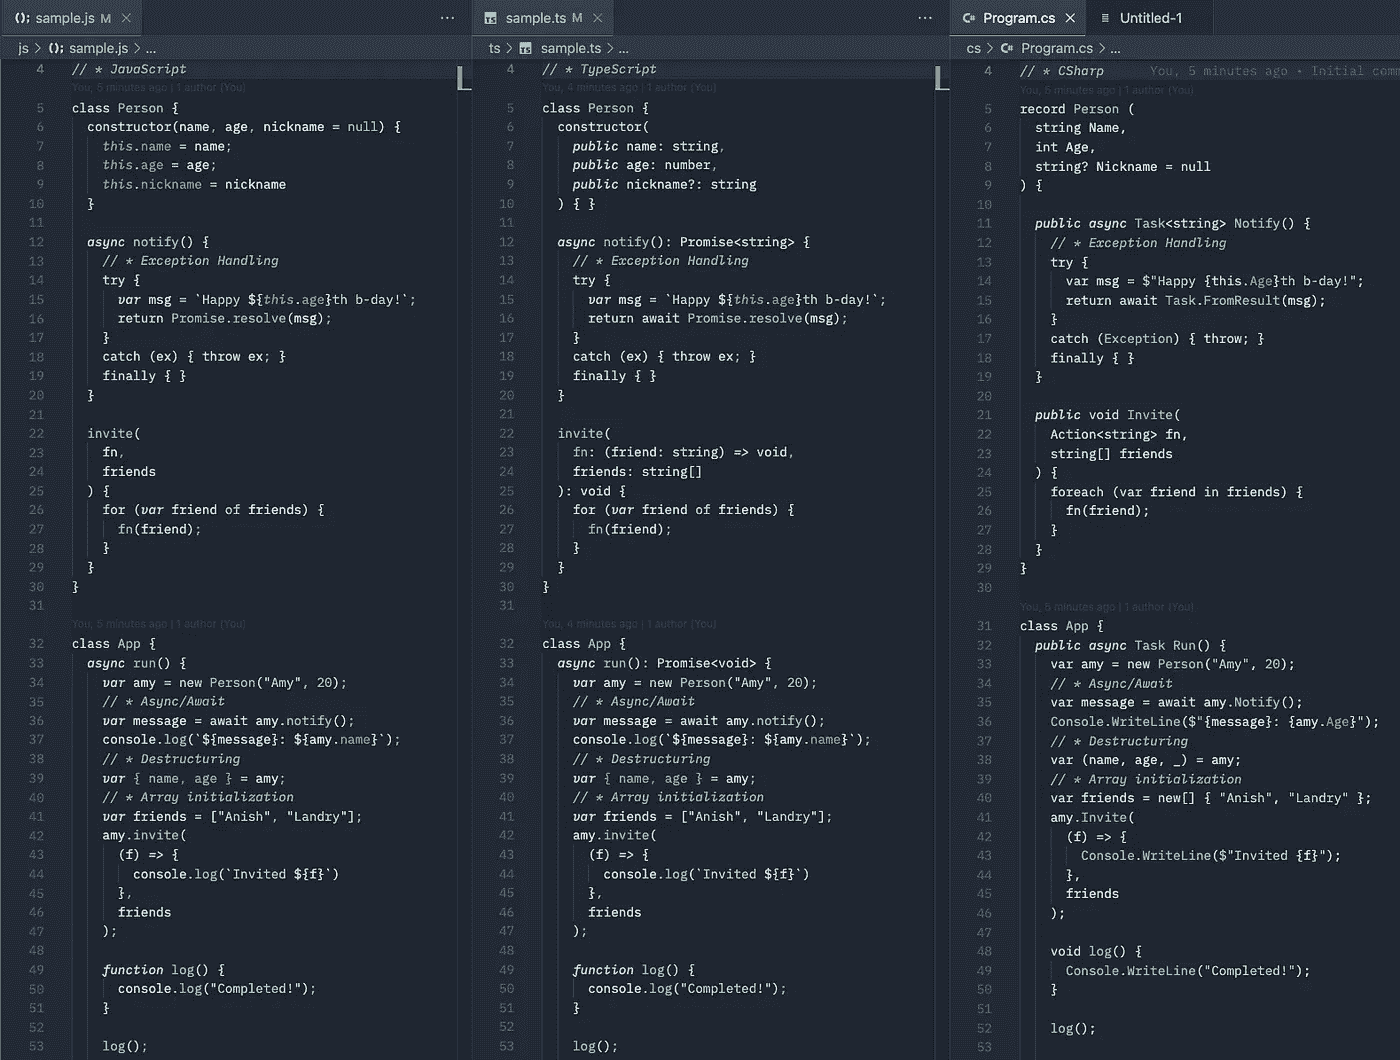 (); sample.js M ×
···
js > (); sample.js > ...
4 // * JavaScript
You, 5 minutes ago | 1 author (You)
5 class Person {
6 constructor(name, age, nickname = null) {
7 this.name = name;
8 this.age = age;
9 this.nickname = nickname
10 }
11
12 async notify() {
13 // * Exception Handling
14 try {
15 var msg = `Happy ${this.age}th b-day!`;
16 return Promise.resolve(msg);
17 }
18 catch (ex) { throw ex; }
19 finally { }
20 }
21
22 invite(
23 fn,
24 friends
25 ) {
26 for (var friend of friends) {
27 fn(friend);
28 }
29 }
30 }
31
You, 5 minutes ago | 1 author (You)
32 class App {
33 async run() {
34 var amy = new Person("Amy", 20);
35 // * Async/Await
36 var message = await amy.notify();
37 console.log(`${message}: ${amy.name}`);
38 // * Destructuring
39 var { name, age } = amy;
40 // * Array initialization
41 var friends = ["Anish", "Landry"];
42 amy.invite(
43 (f) => {
44 console.log(`Invited ${f}`)
45 },
46 friends
47 );
48
49 function log() {
50 console.log("Completed!");
51 }
52
53 log();
TS sample.ts M ×
···
ts > TS sample.ts > ...
4 // * TypeScript
You, 4 minutes ago | 1 author (You)
5 class Person {
6 constructor(
7 public name: string,
8 public age: number,
9 public nickname?: string
10 ) { }
11
12 async notify(): Promise<string> {
13 // * Exception Handling
14 try {
15 var msg = `Happy ${this.age}th b-day!`;
16 return await Promise.resolve(msg);
17 }
18 catch (ex) { throw ex; }
19 finally { }
20 }
21
22 invite(
23 fn: (friend: string) => void,
24 friends: string[]
25 ): void {
26 for (var friend of friends) {
27 fn(friend);
28 }
29 }
30 }
31
You, 4 minutes ago | 1 author (You)
32 class App {
33 async run(): Promise<void> {
34 var amy = new Person("Amy", 20);
35 // * Async/Await
36 var message = await amy.notify();
37 console.log(`${message}: ${amy.name}`);
38 // * Destructuring
39 var { name, age } = amy;
40 // * Array initialization
41 var friends = ["Anish", "Landry"];
42 amy.invite(
43 (f) => {
44 console.log(`Invited ${f}`)
45 },
46 friends
47 );
48
49 function log() {
50 console.log("Completed!");
51 }
52
53 log();
C# Program.cs × Untitled-1
cs > C# Program.cs > ...
4 // * CSharp You, 5 minutes ago • Initial comm
You, 5 minutes ago | 1 author (You)
5 record Person (
6 string Name,
7 int Age,
8 string? Nickname = null
9 ) {
10
11 public async Task<string> Notify() {
12 // * Exception Handling
13 try {
14 var msg = $"Happy {this.Age}th b-day!";
15 return await Task.FromResult(msg);
16 }
17 catch (Exception) { throw; }
18 finally { }
19 }
20
21 public void Invite(
22 Action<string> fn,
23 string[] friends
24 ) {
25 foreach (var friend in friends) {
26 fn(friend);
27 }
28 }
29 }
30
You, 5 minutes ago | 1 author (You)
31 class App {
32 public async Task Run() {
33 var amy = new Person("Amy", 20);
34 // * Async/Await
35 var message = await amy.Notify();
36 Console.WriteLine($"{message}: {amy.Age}");
37 // * Destructuring
38 var (name, age, _) = amy;
39 // * Array initialization
40 var friends = new[] { "Anish", "Landry" };
41 amy.Invite(
42 (f) => {
43 Console.WriteLine($"Invited {f}");
44 },
45 friends
46 );
47
48 void log() {
49 Console.WriteLine("Completed!");
50 }
51
52 log();
53